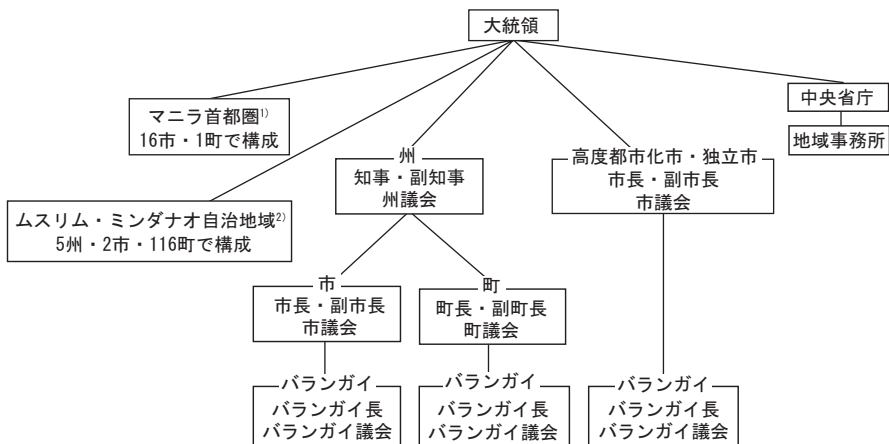 大統領
マニラ首都圏1)
16市・1町で構成
中央省庁
地域事務所
州
知事・副知事
州議会
高度都市化市・独立市
市長・副市長
市議会
ムスリム・ミンダナオ自治地域2)
5州・2市・116町で構成
市
市長・副市長
市議会
町
町長・副町長
町議会
バランガイ
バランガイ長
バランガイ議会
バランガイ
バランガイ長
バランガイ議会
バランガイ
バランガイ長
バランガイ議会